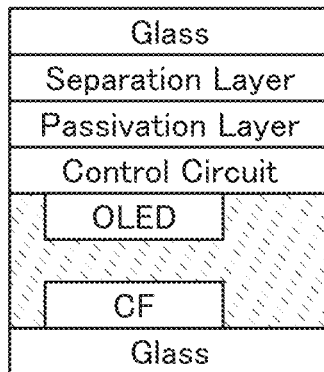 Glass
Separation Layer
Passivation Layer
Control Circuit
OLED
CF
Glass